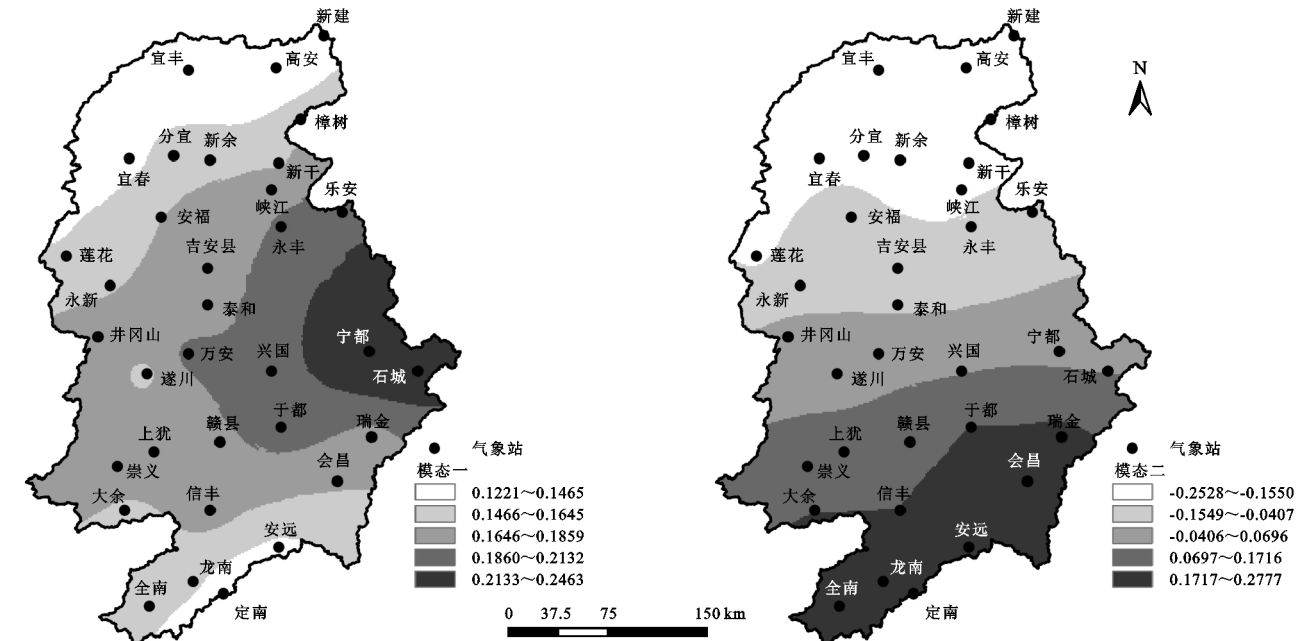 新建
宜丰
高安
樟树
分宜
新余
宜春
新干
乐安
峡江
安福
永丰
吉安县
莲花
永新
泰和
井冈山
万安
兴国
宁都
遂川
石城
于都
赣县
瑞金
上犹
崇义
会昌
大余
信丰
安远
龙南
全南
定南
气象站
模态一
0.1221～0.1465
0.1466～0.1645
0.1646～0.1859
0.1860～0.2132
0.2133～0.2463
0 37.5 75 150 km
新建
宜丰
高安
N
樟树
分宜
新余
宜春
新干
乐安
峡江
安福
永丰
吉安县
莲花
永新
泰和
井冈山
万安
兴国
宁都
遂川
石城
于都
赣县
瑞金
上犹
崇义
会昌
大余
信丰
安远
龙南
全南
定南
气象站
模态二
-0.2528～-0.1550
-0.1549～-0.0407
-0.0406～0.0696
0.0697～0.1716
0.1717～0.2777